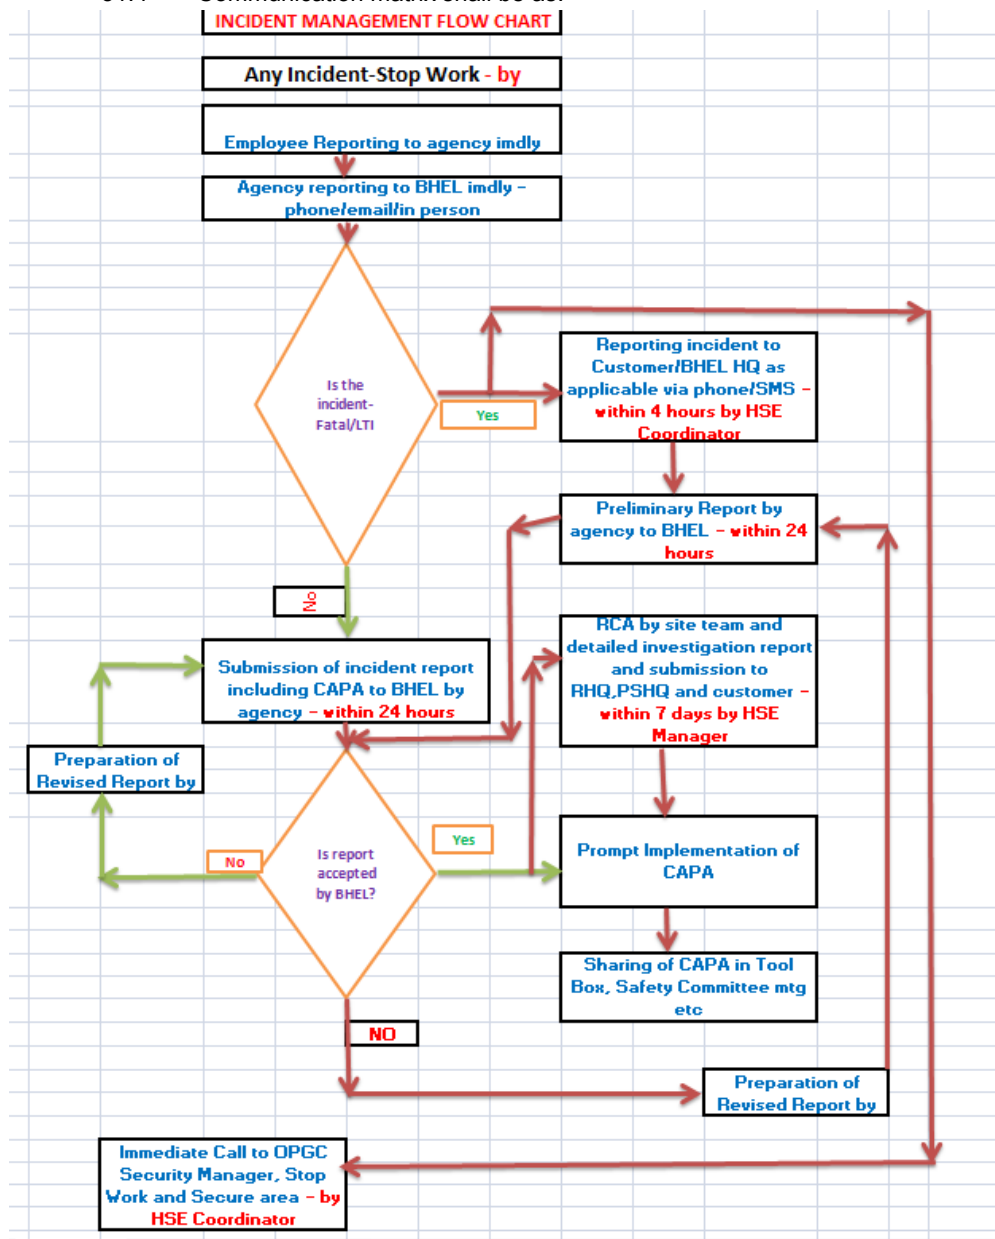 Communication matrix shall be as:
INCIDENT MANAGEMENT FLOW CHART
Any Incident-Stop Work - by
Employee Reporting to agency imdly
Agency reporting to BHEL imdly -
phone/email/in person
Is the
incident-
Fatal/LTI
Yes
Reporting incident to
Customer/BHEL HQ as
applicable via phone/SMS -
within 4 hours by HSE
Coordinator
Preliminary Report by
agency to BHEL - within 24
hours
No
Submission of incident report
including CAPA to BHEL by
agency - within 24 hours
RCA by site team and
detailed investigation report
and submission to
RHQ,PSHQ and customer -
within 7 days by HSE
Manager
Preparation of
Revised Report by
No
Is report
accepted
by BHEL?
Yes
Prompt Implementation of
CAPA
Sharing of CAPA in Tool
Box, Safety Committee mtg
etc
NO
Preparation of
Revised Report by
Immediate Call to OPGC
Security Manager, Stop
Work and Secure area - by
HSE Coordinator